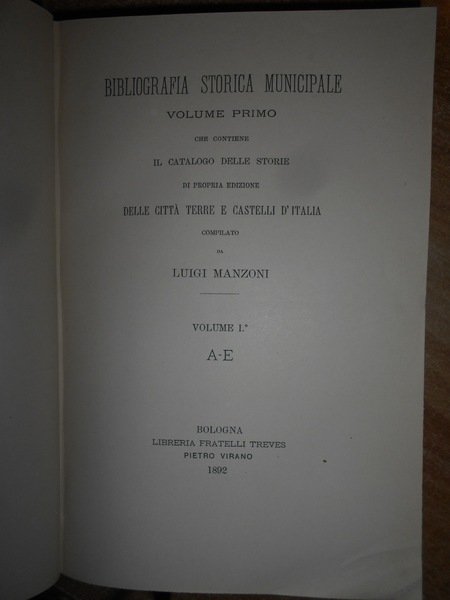 BIBLIOGRAFIA STORICA MUNICIPALE
VOLUME PRIMO
CHE CONTIENE
IL CATALOGO DELLE STORIE
DI PROPRIA EDIZIONE
DELLE CITTÀ TERRE E CASTELLI D'ITALIA
COMPILATO
DA
LUIGI MANZONI
VOLUME I.°
A-E
BOLOGNA
LIBRERIA FRATELLI TREVES
PIETRO VIRANO
1892